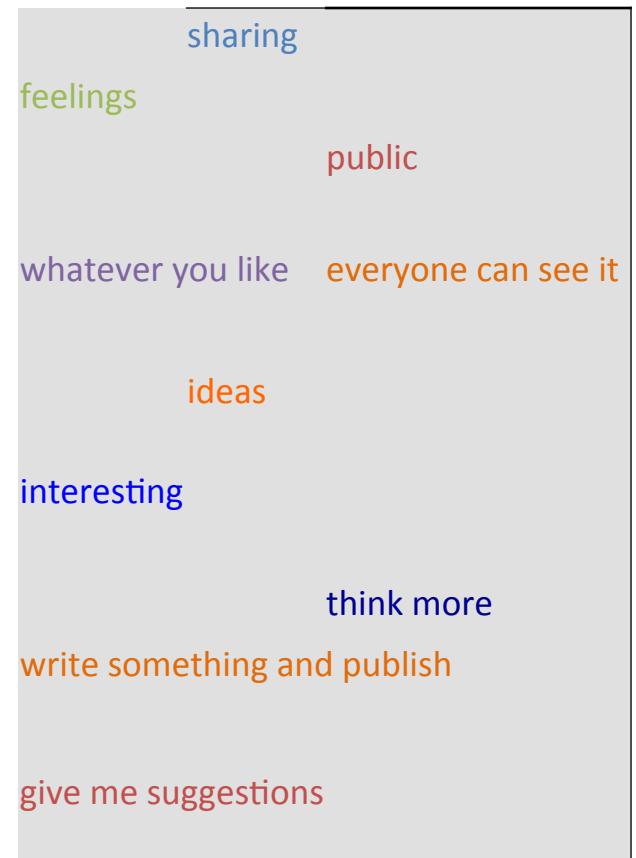 sharing
feelings
public
whatever you like everyone can see it
ideas
interesting
think more
write something and publish
give me suggestions